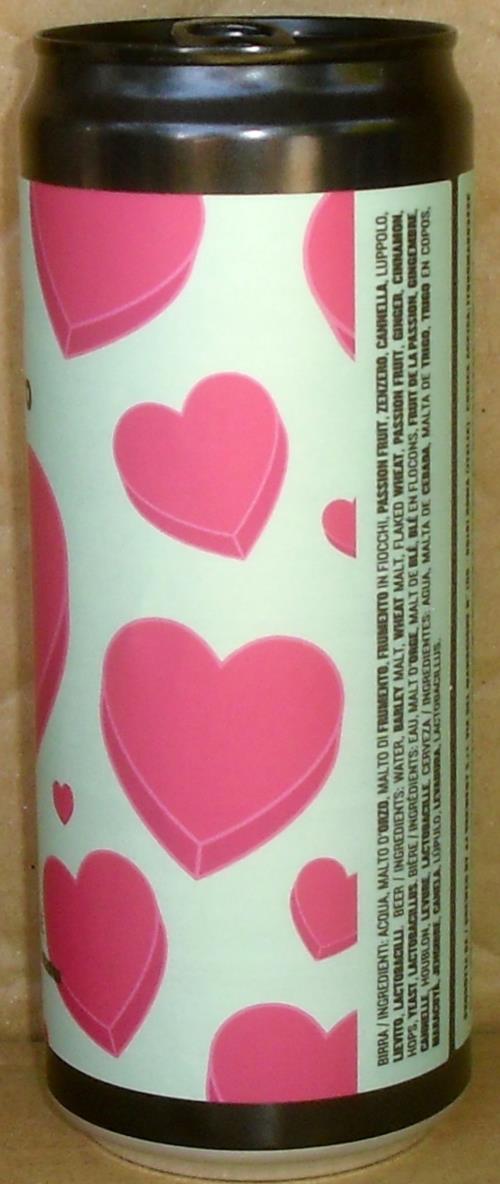 BIRRA / INGREDIENTI: ACQUA, MALTO D'ORZO, MALTO DI FRUMENTO, FRUMENTO IN FIOCCHI, PASSION FRUIT, ZENZERO, CANNELLA, LUPPOLO,
LIEVITO, LACTOBACILLI. BEER / INGREDIENTS: WATER, BARLEY MALT, WHEAT MALT, FLAKED WHEAT, PASSION FRUIT, GINGER, CINNAMON,
HOPS, YEAST, LACTOBACILLUS. BIÈRE / INGRÉDIENTS: EAU, MALT D'ORGE, MALT DE BLÉ, BLÉ EN FLOCONS, FRUIT DE LA PASSION, GINGEMBRE,
CANNELLE, HOUBLON, LEVURE, LACTOBACILLE. CERVEZA / INGREDIENTES: AGUA, MALTA DE CEBADA, MALTA DE TRIGO, TRIGO EN COPOS,
MARACUYÁ, JENGIBRE, CANELA, LÚPULO, LEVADURA, LACTOBACILLUS.